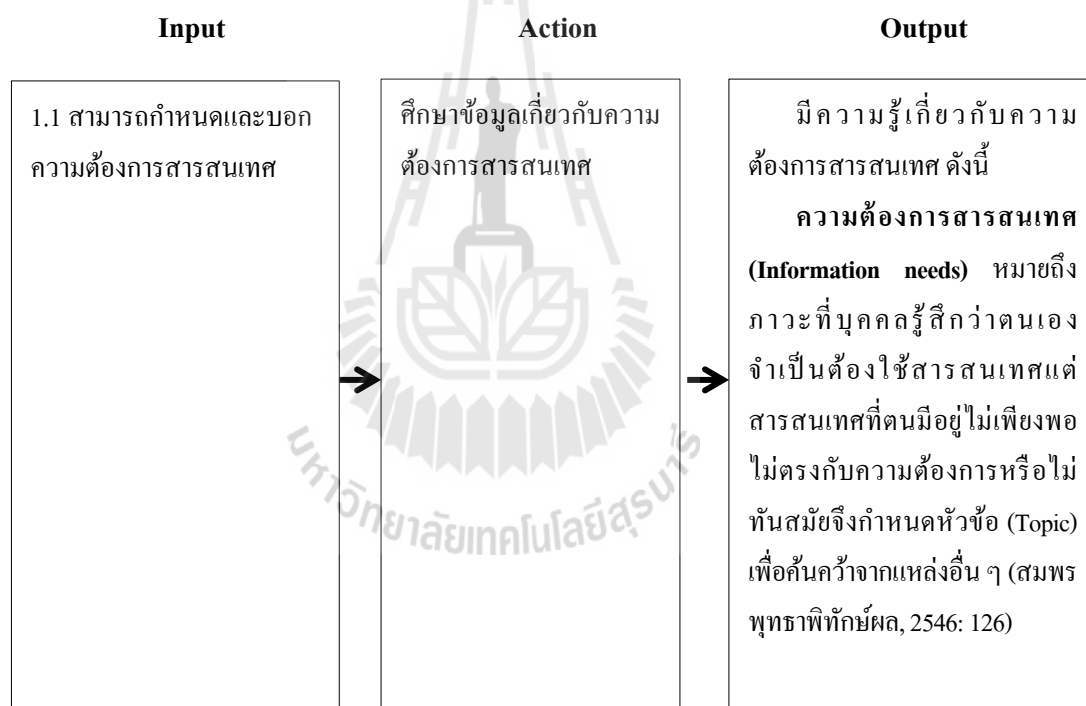 Input Action Output
1.1 สามารถกำหนดและบอก
ความต้องการสารสนเทศ
ศึกษาข้อมูลเกี่ยวกับความ
ต้องการสารสนเทศ
มีความรู้เกี่ยวกับความ
ต้องการสารสนเทศ ดังนี้
ความต้องการสารสนเทศ
(Information needs) หมายถึง
ภาวะที่บุคคลรู้สึกว่าตนเอง
จำเป็นต้องใช้สารสนเทศแต่
สารสนเทศที่ตนมีอยู่ไม่เพียงพอ
ไม่ตรงกับความต้องการหรือไม่
ทันสมัยจึงกำหนดหัวข้อ (Topic)
เพื่อค้นคว้าจากแหล่งอื่น ๆ (สมพร
พุทธาพิทักษ์ผล, 2546: 126)
มหาวิทยาลัยเทคโนโลยีสุรนารี